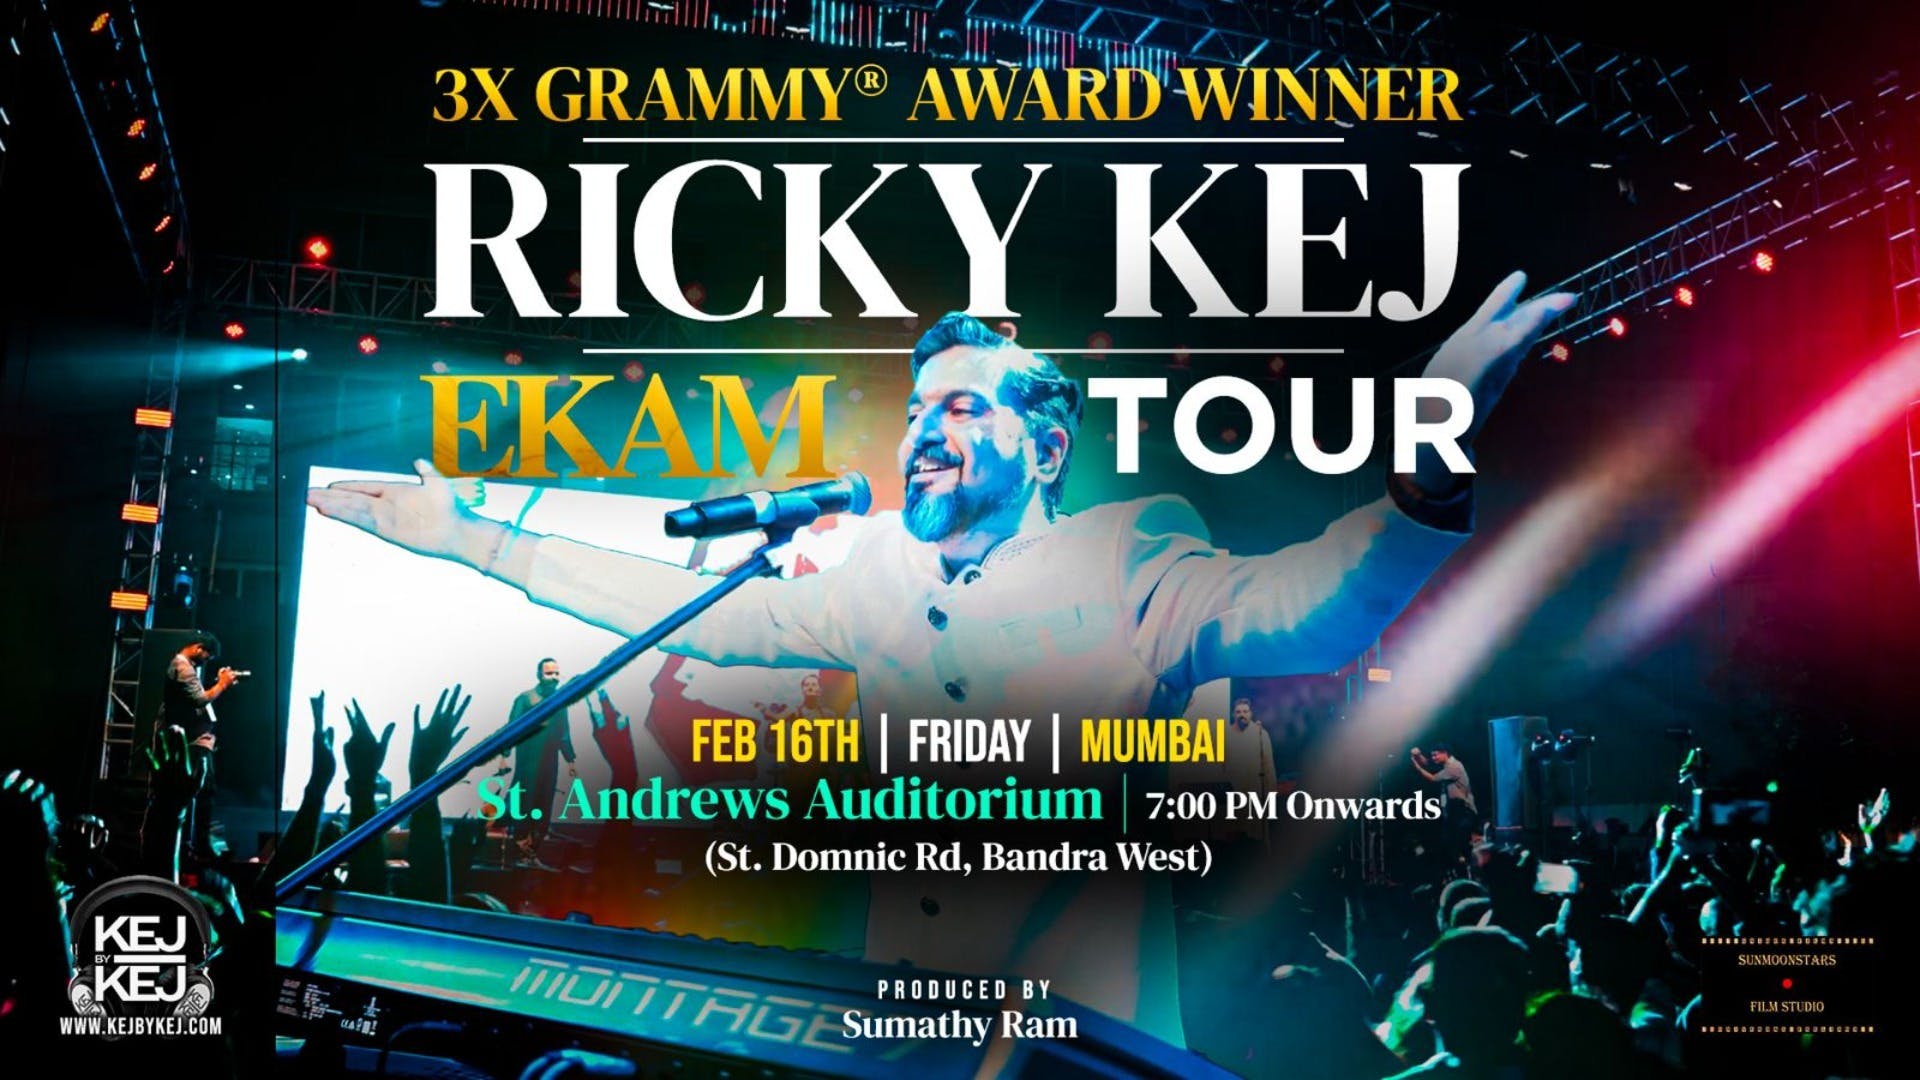 3X GRAMMY® AWARD WINNER
RICKY KEJ
EKAM TOUR
FEB 16TH | FRIDAY | MUMBAI
St. Andrews Auditorium | 7:00 PM Onwards
(St. Domnic Rd, Bandra West)
MONTAGE
PRODUCED BY
Sumathy Ram
KEJ
BY
KEJ
WWW.KEJBYKEJ.COM
SUNMOONSTARS
FILM STUDIO